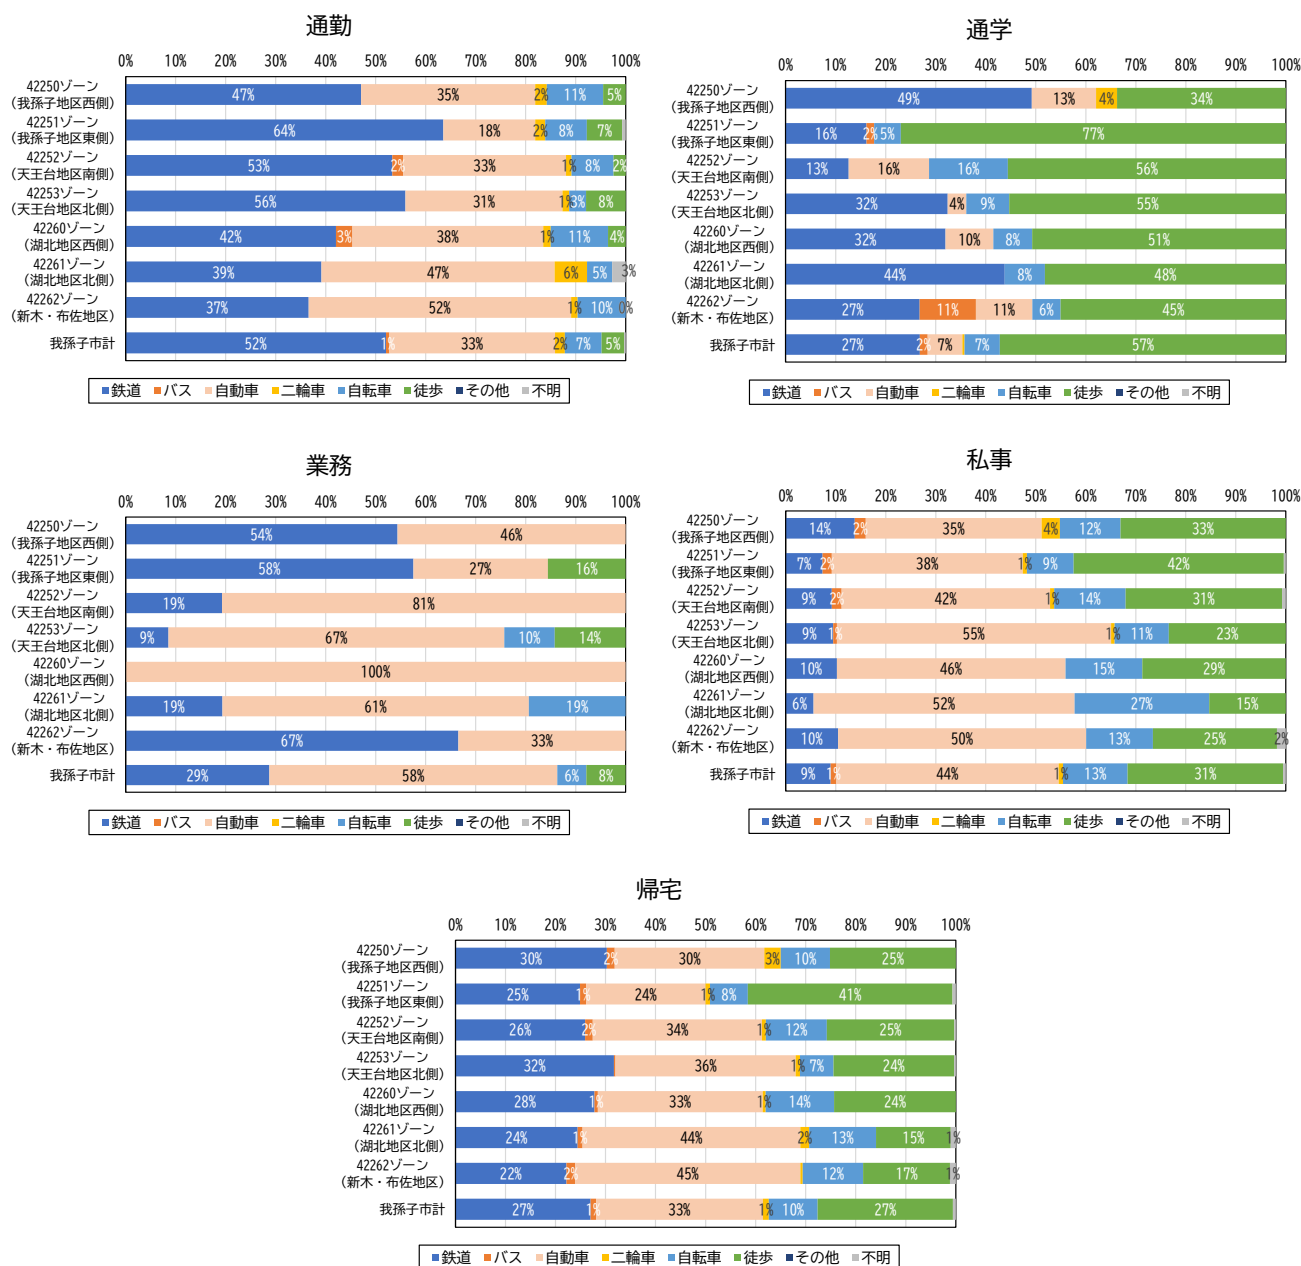 通勤
0% 10% 20% 30% 40% 50% 60% 70% 80% 90% 100%
42250ゾーン
(我孫子地区西側)
47% 35% 2% 11% 5%
42251ゾーン
(我孫子地区東側)
64% 18% 2% 8% 7%
42252ゾーン
(天王台地区南側)
53% 2% 33% 1% 8% 2%
42253ゾーン
(天王台地区北側)
56% 31% 1% 3% 8%
42260ゾーン
(湖北地区西側)
42% 3% 38% 1% 11% 4%
42261ゾーン
(湖北地区北側)
39% 47% 6% 5% 3%
42262ゾーン
(新木・布佐地区)
37% 52% 1% 10% 0%
我孫子市計
52% 1% 33% 2% 7% 5%
鉄道 バス 自動車 二輪車 自転車 徒歩 その他 不明
通学
0% 10% 20% 30% 40% 50% 60% 70% 80% 90% 100%
42250ゾーン
(我孫子地区西側)
49% 13% 4% 34%
42251ゾーン
(我孫子地区東側)
16% 2% 5% 77%
42252ゾーン
(天王台地区南側)
13% 16% 16% 56%
42253ゾーン
(天王台地区北側)
32% 4% 9% 55%
42260ゾーン
(湖北地区西側)
32% 10% 8% 51%
42261ゾーン
(湖北地区北側)
44% 8% 48%
42262ゾーン
(新木・布佐地区)
27% 11% 11% 6% 45%
我孫子市計
27% 2% 7% 7% 57%
鉄道 バス 自動車 二輪車 自転車 徒歩 その他 不明
業務
0% 10% 20% 30% 40% 50% 60% 70% 80% 90% 100%
42250ゾーン
(我孫子地区西側)
54% 46%
42251ゾーン
(我孫子地区東側)
58% 27% 16%
42252ゾーン
(天王台地区南側)
19% 81%
42253ゾーン
(天王台地区北側)
9% 67% 10% 14%
42260ゾーン
(湖北地区西側)
100%
42261ゾーン
(湖北地区北側)
19% 61% 19%
42262ゾーン
(新木・布佐地区)
67% 33%
我孫子市計
29% 58% 6% 8%
鉄道 バス 自動車 二輪車 自転車 徒歩 その他 不明
私事
0% 10% 20% 30% 40% 50% 60% 70% 80% 90% 100%
42250ゾーン
(我孫子地区西側)
14% 2% 35% 4% 12% 33%
42251ゾーン
(我孫子地区東側)
7% 2% 38% 1% 9% 42%
42252ゾーン
(天王台地区南側)
9% 2% 42% 1% 14% 31%
42253ゾーン
(天王台地区北側)
9% 1% 55% 1% 11% 23%
42260ゾーン
(湖北地区西側)
10% 46% 15% 29%
42261ゾーン
(湖北地区北側)
6% 52% 27% 15%
42262ゾーン
(新木・布佐地区)
10% 50% 13% 25% 2%
我孫子市計
9% 1% 44% 1% 13% 31%
鉄道 バス 自動車 二輪車 自転車 徒歩 その他 不明
帰宅
0% 10% 20% 30% 40% 50% 60% 70% 80% 90% 100%
42250ゾーン
(我孫子地区西側)
30% 2% 30% 3% 10% 25%
42251ゾーン
(我孫子地区東側)
25% 1% 24% 1% 8% 41%
42252ゾーン
(天王台地区南側)
26% 2% 34% 1% 12% 25%
42253ゾーン
(天王台地区北側)
32% 36% 1% 7% 24%
42260ゾーン
(湖北地区西側)
28% 1% 33% 1% 14% 24%
42261ゾーン
(湖北地区北側)
24% 1% 44% 2% 13% 15% 1%
42262ゾーン
(新木・布佐地区)
22% 2% 45% 12% 17% 1%
我孫子市計
27% 1% 33% 1% 10% 27%
鉄道 バス 自動車 二輪車 自転車 徒歩 その他 不明